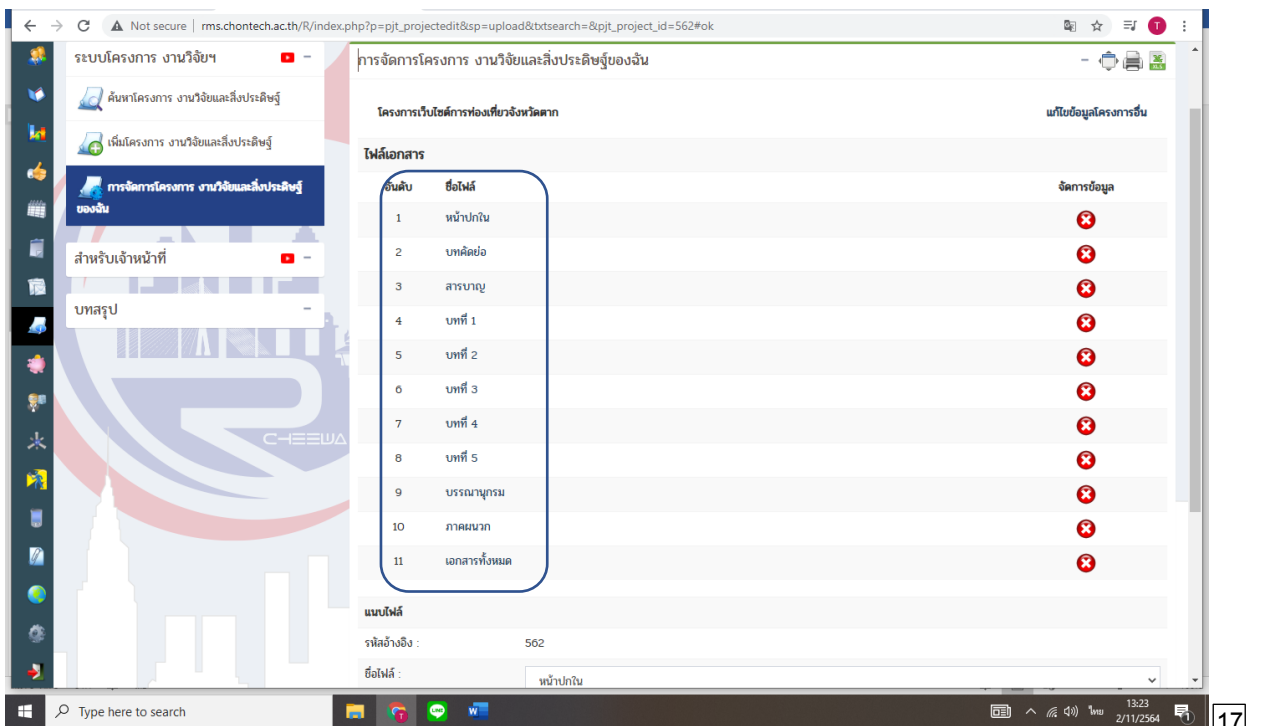 Not secure | rms.chontech.ac.th/R/index.php?p=pjt_projectedit&sp=upload&txtsearch=&pjt_project_id=562#ok
T
ระบบโครงการ งานวิจัยฯ
ค้นหาโครงการ งานวิจัยและสิ่งประดิษฐ์
เพิ่มโครงการ งานวิจัยและสิ่งประดิษฐ์
การจัดการโครงการ งานวิจัยและสิ่งประดิษฐ์
ของฉัน
สำหรับเจ้าหน้าที่
บทสรุป
CHEEWA
การจัดการโครงการ งานวิจัยและสิ่งประดิษฐ์ของฉัน
โครงการเว็บไซต์การท่องเที่ยวจังหวัดตาก แก้ไขข้อมูลโครงการอื่น
ไฟล์เอกสาร
อันดับ ชื่อไฟล์ จัดการข้อมูล
1 หน้าปกใน
2 บทคัดย่อ
3 สารบาญ
4 บทที่ 1
5 บทที่ 2
6 บทที่ 3
7 บทที่ 4
8 บทที่ 5
9 บรรณานุกรม
10 ภาคผนวก
11 เอกสารทั้งหมด
แนบไฟล์
รหัสอ้างอิง : 562
ชื่อไฟล์ : หน้าปกใน
Type here to search
ไทย
13:23
2/11/2564
17